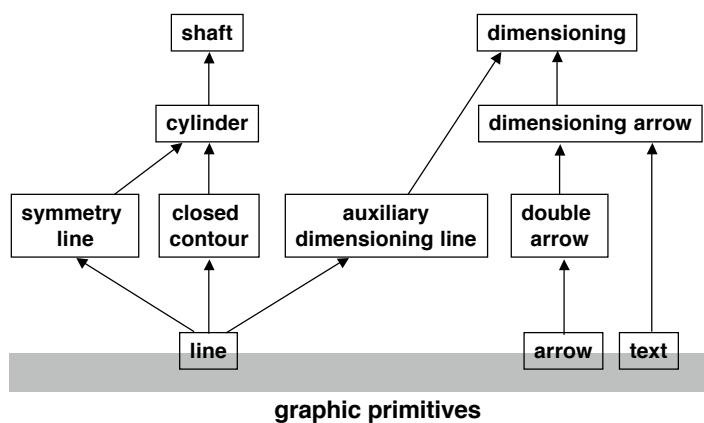 shaft
dimensioning
cylinder
dimensioning arrow
symmetry
line
closed
contour
auxiliary
dimensioning line
double
arrow
line
arrow
text
graphic primitives